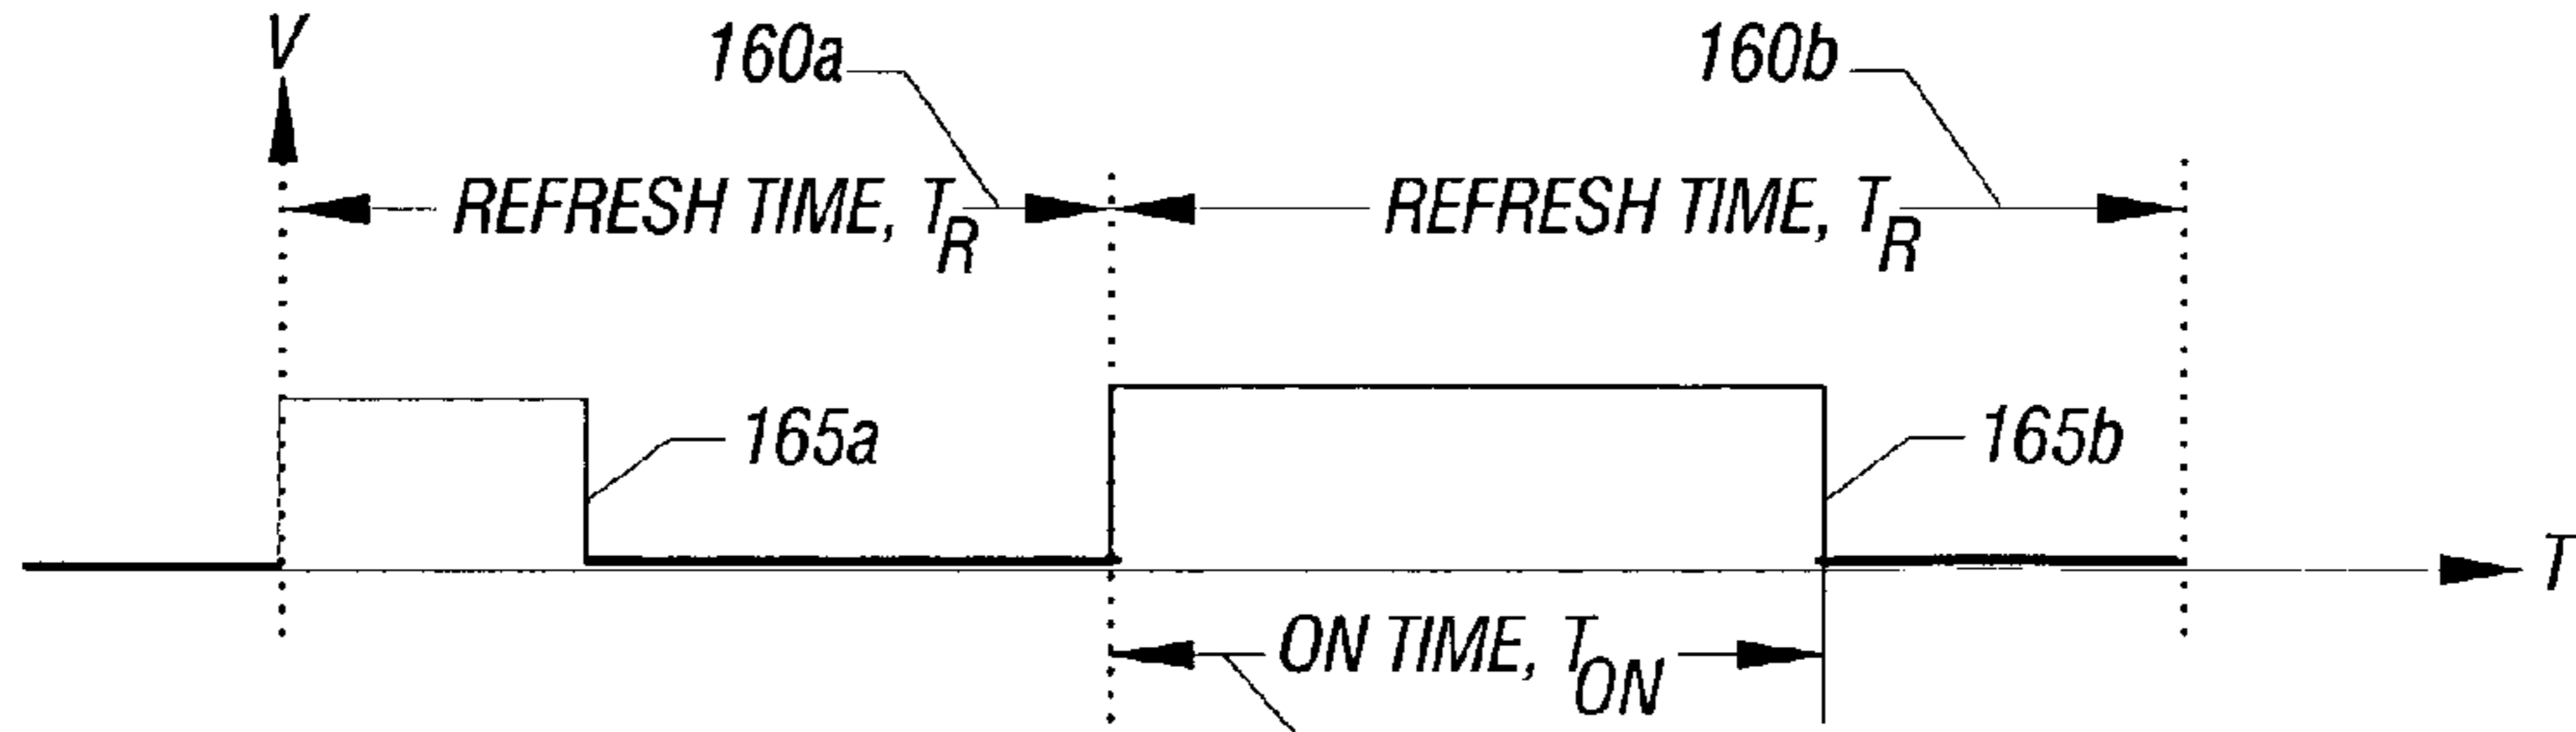 V
160a
160b
REFRESH TIME, TR
REFRESH TIME, TR
165a
165b
T
ON TIME, TON